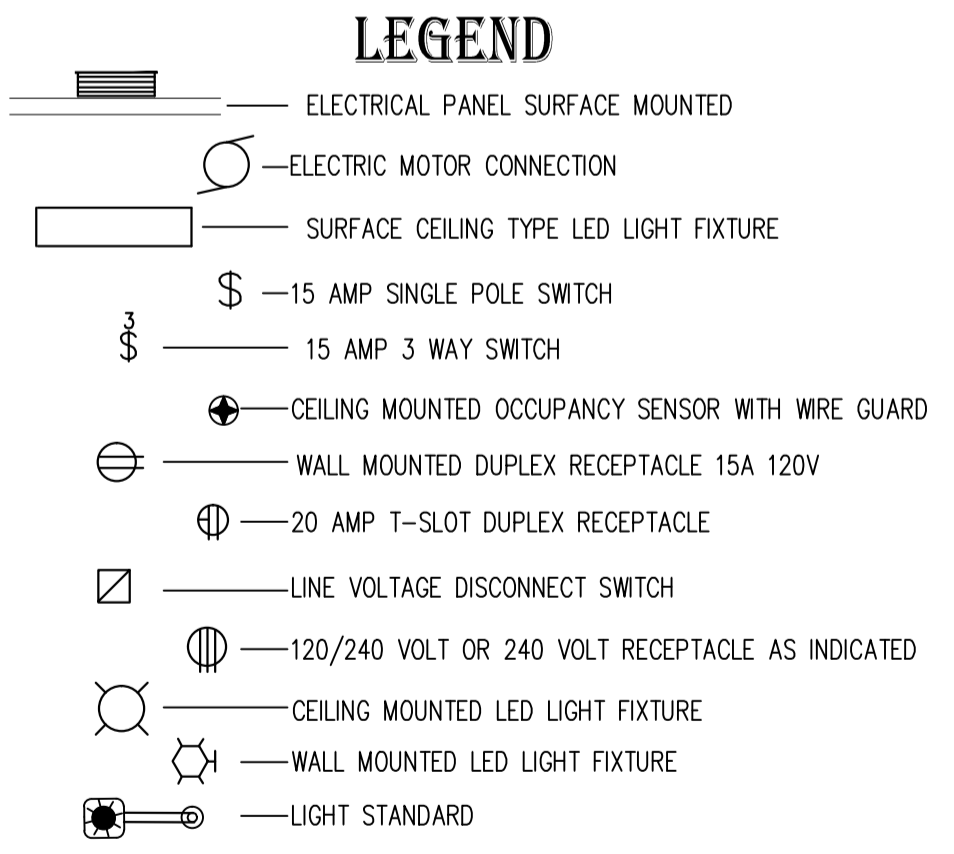 LEGEND
ELECTRICAL PANEL SURFACE MOUNTED
ELECTRIC MOTOR CONNECTION
SURFACE CEILING TYPE LED LIGHT FIXTURE
$ 15 AMP SINGLE POLE SWITCH
3
$ 15 AMP 3 WAY SWITCH
CEILING MOUNTED OCCUPANCY SENSOR WITH WIRE GUARD
WALL MOUNTED DUPLEX RECEPTACLE 15A 120V
20 AMP T-SLOT DUPLEX RECEPTACLE
LINE VOLTAGE DISCONNECT SWITCH
120/240 VOLT OR 240 VOLT RECEPTACLE AS INDICATED
CEILING MOUNTED LED LIGHT FIXTURE
WALL MOUNTED LED LIGHT FIXTURE
LIGHT STANDARD